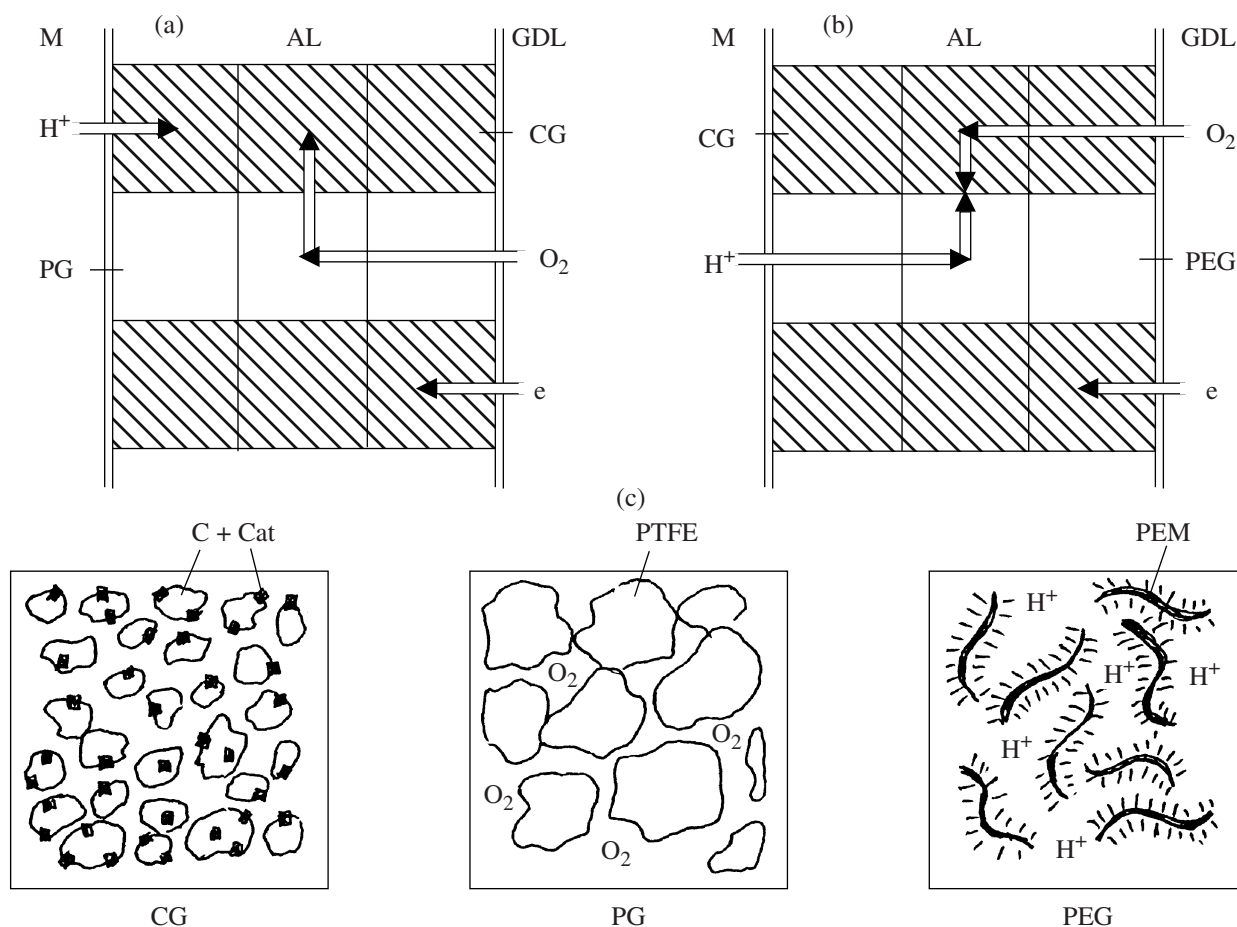 (a) (b)
M AL GDL M AL GDL
H⁺ CG CG O₂
PG O₂ H⁺ PEG
e e
(c)
C + Cat PTFE PEM
H⁺
O₂ H⁺ H⁺
O₂ H⁺
O₂
O₂ H⁺
CG PG PEG